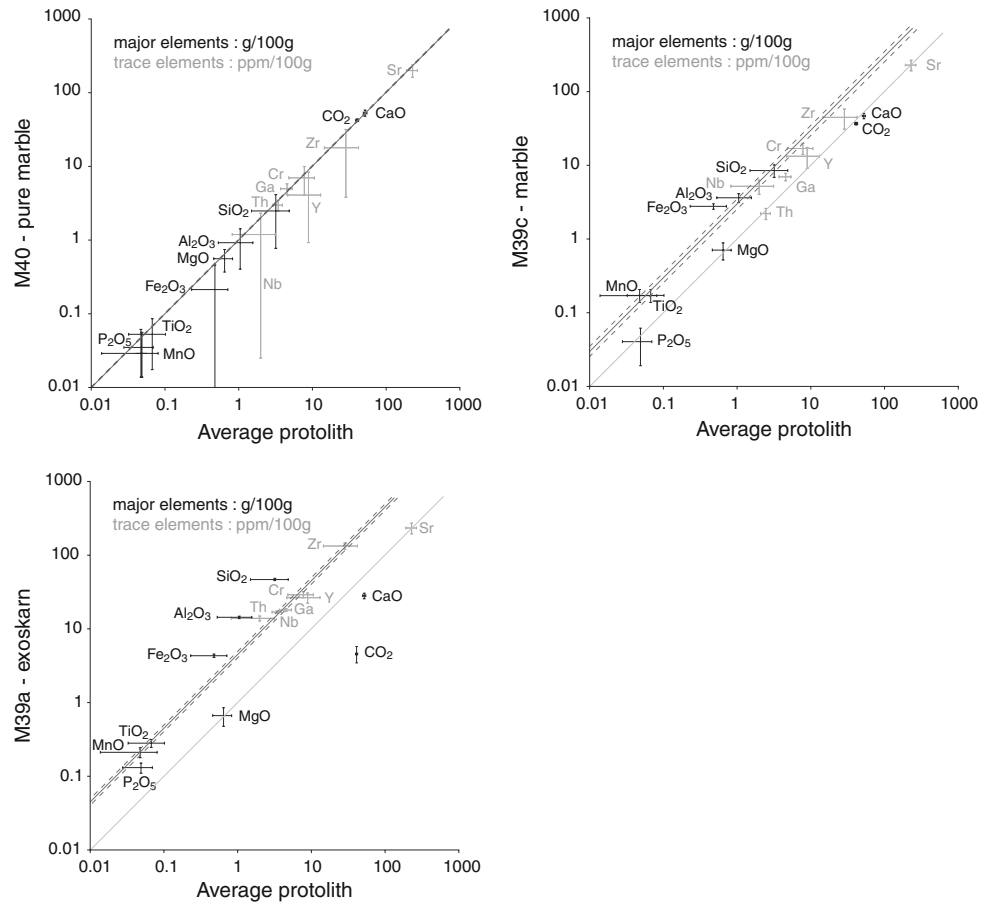 1000
major elements : g/100g
trace elements : ppm/100g
Sr
100
CO2
CaO
Zr
10
Cr
Ga
Th
Y
SiO2
M40 - pure marble
1
Al2O3
MgO
Fe2O3
Nb
0.1
TiO2
P2O5
MnO
0.01
0.01 0.1 1 10 100 1000
Average protolith
1000
major elements : g/100g
trace elements : ppm/100g
Sr
100
Zr
CaO
CO2
Cr
10
SiO2
Y
Nb
Ga
Al2O3
Fe2O3
Th
M39c - marble
1
MgO
MnO
TiO2
0.1
P2O5
0.01
0.01 0.1 1 10 100 1000
Average protolith
1000
major elements : g/100g
trace elements : ppm/100g
Sr
Zr
100
SiO2
Cr
Y
CaO
Al2O3
Th
Ga
Nb
10
Fe2O3
CO2
M39a - exoskarn
1
MgO
TiO2
MnO
P2O5
0.1
0.01
0.01 0.1 1 10 100 1000
Average protolith